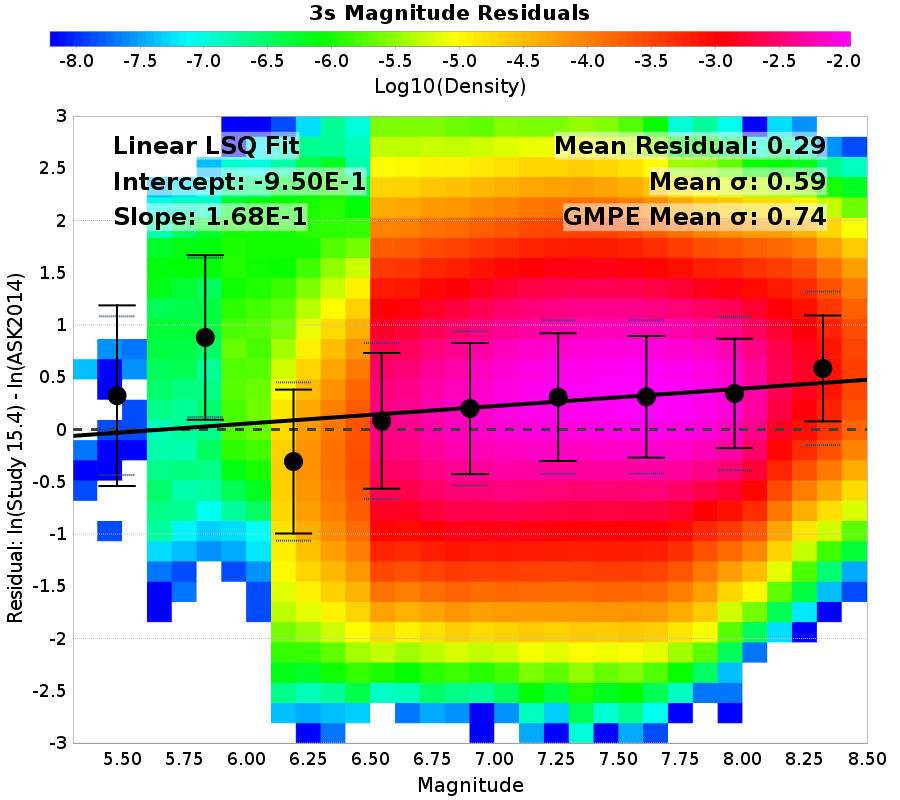 3s Magnitude Residuals
-8.0 -7.5 -7.0 -6.5 -6.0 -5.5 -5.0 -4.5 -4.0 -3.5 -3.0 -2.5 -2.0
Log10(Density)
Linear LSQ Fit
Intercept: -9.50E-1
Slope: 1.68E-1
Mean Residual: 0.29
Mean σ: 0.59
GMPE Mean σ: 0.74
Residual: ln(Study 15.4) - ln(ASK2014)
3
2.5
2
1.5
1
0.5
0
-0.5
-1
-1.5
-2
-2.5
-3
5.50 5.75 6.00 6.25 6.50 6.75 7.00 7.25 7.50 7.75 8.00 8.25 8.50
Magnitude